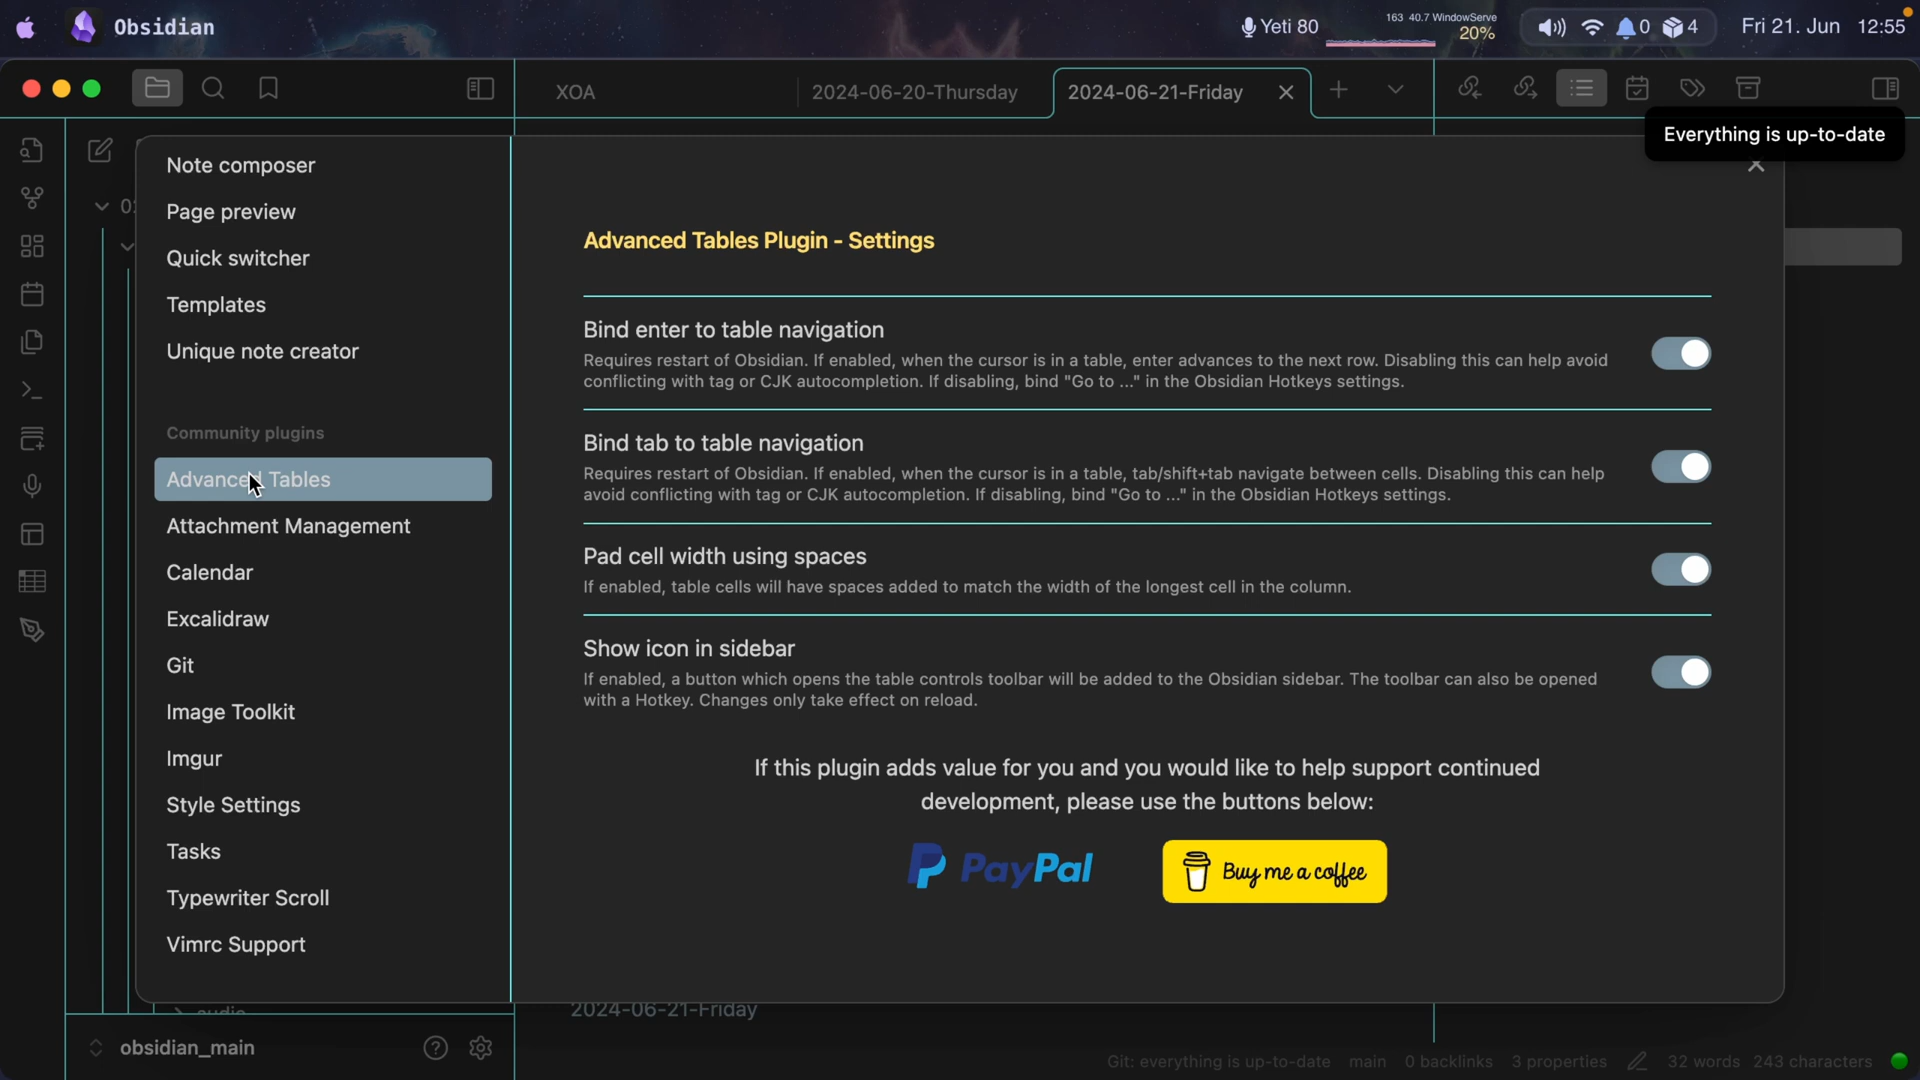 Obsidian
Yeti 80
163 40.7 WindowServe
20%
0
4
Fri 21. Jun 12:55
XOA
2024-06-20-Thursday
2024-06-21-Friday
Everything is up-to-date
Note composer
Page preview
Quick switcher
Templates
Unique note creator
Community plugins
Advanced Tables
Attachment Management
Calendar
Excalidraw
Git
Image Toolkit
Imgur
Style Settings
Tasks
Typewriter Scroll
Vimrc Support
Advanced Tables Plugin - Settings
Bind enter to table navigation
Requires restart of Obsidian. If enabled, when the cursor is in a table, enter advances to the next row. Disabling this can help avoid
conflicting with tag or CJK autocompletion. If disabling, bind "Go to ..." in the Obsidian Hotkeys settings.
Bind tab to table navigation
Requires restart of Obsidian. If enabled, when the cursor is in a table, tab/shift+tab navigate between cells. Disabling this can help
avoid conflicting with tag or CJK autocompletion. If disabling, bind "Go to ..." in the Obsidian Hotkeys settings.
Pad cell width using spaces
If enabled, table cells will have spaces added to match the width of the longest cell in the column.
Show icon in sidebar
If enabled, a button which opens the table controls toolbar will be added to the Obsidian sidebar. The toolbar can also be opened
with a Hotkey. Changes only take effect on reload.
If this plugin adds value for you and you would like to help support continued
development, please use the buttons below:
PayPal
Buy me a coffee
2024-06-21-Friday
obsidian_main
Git: everything is up-to-date main 0 backlinks 3 properties 32 words 243 characters